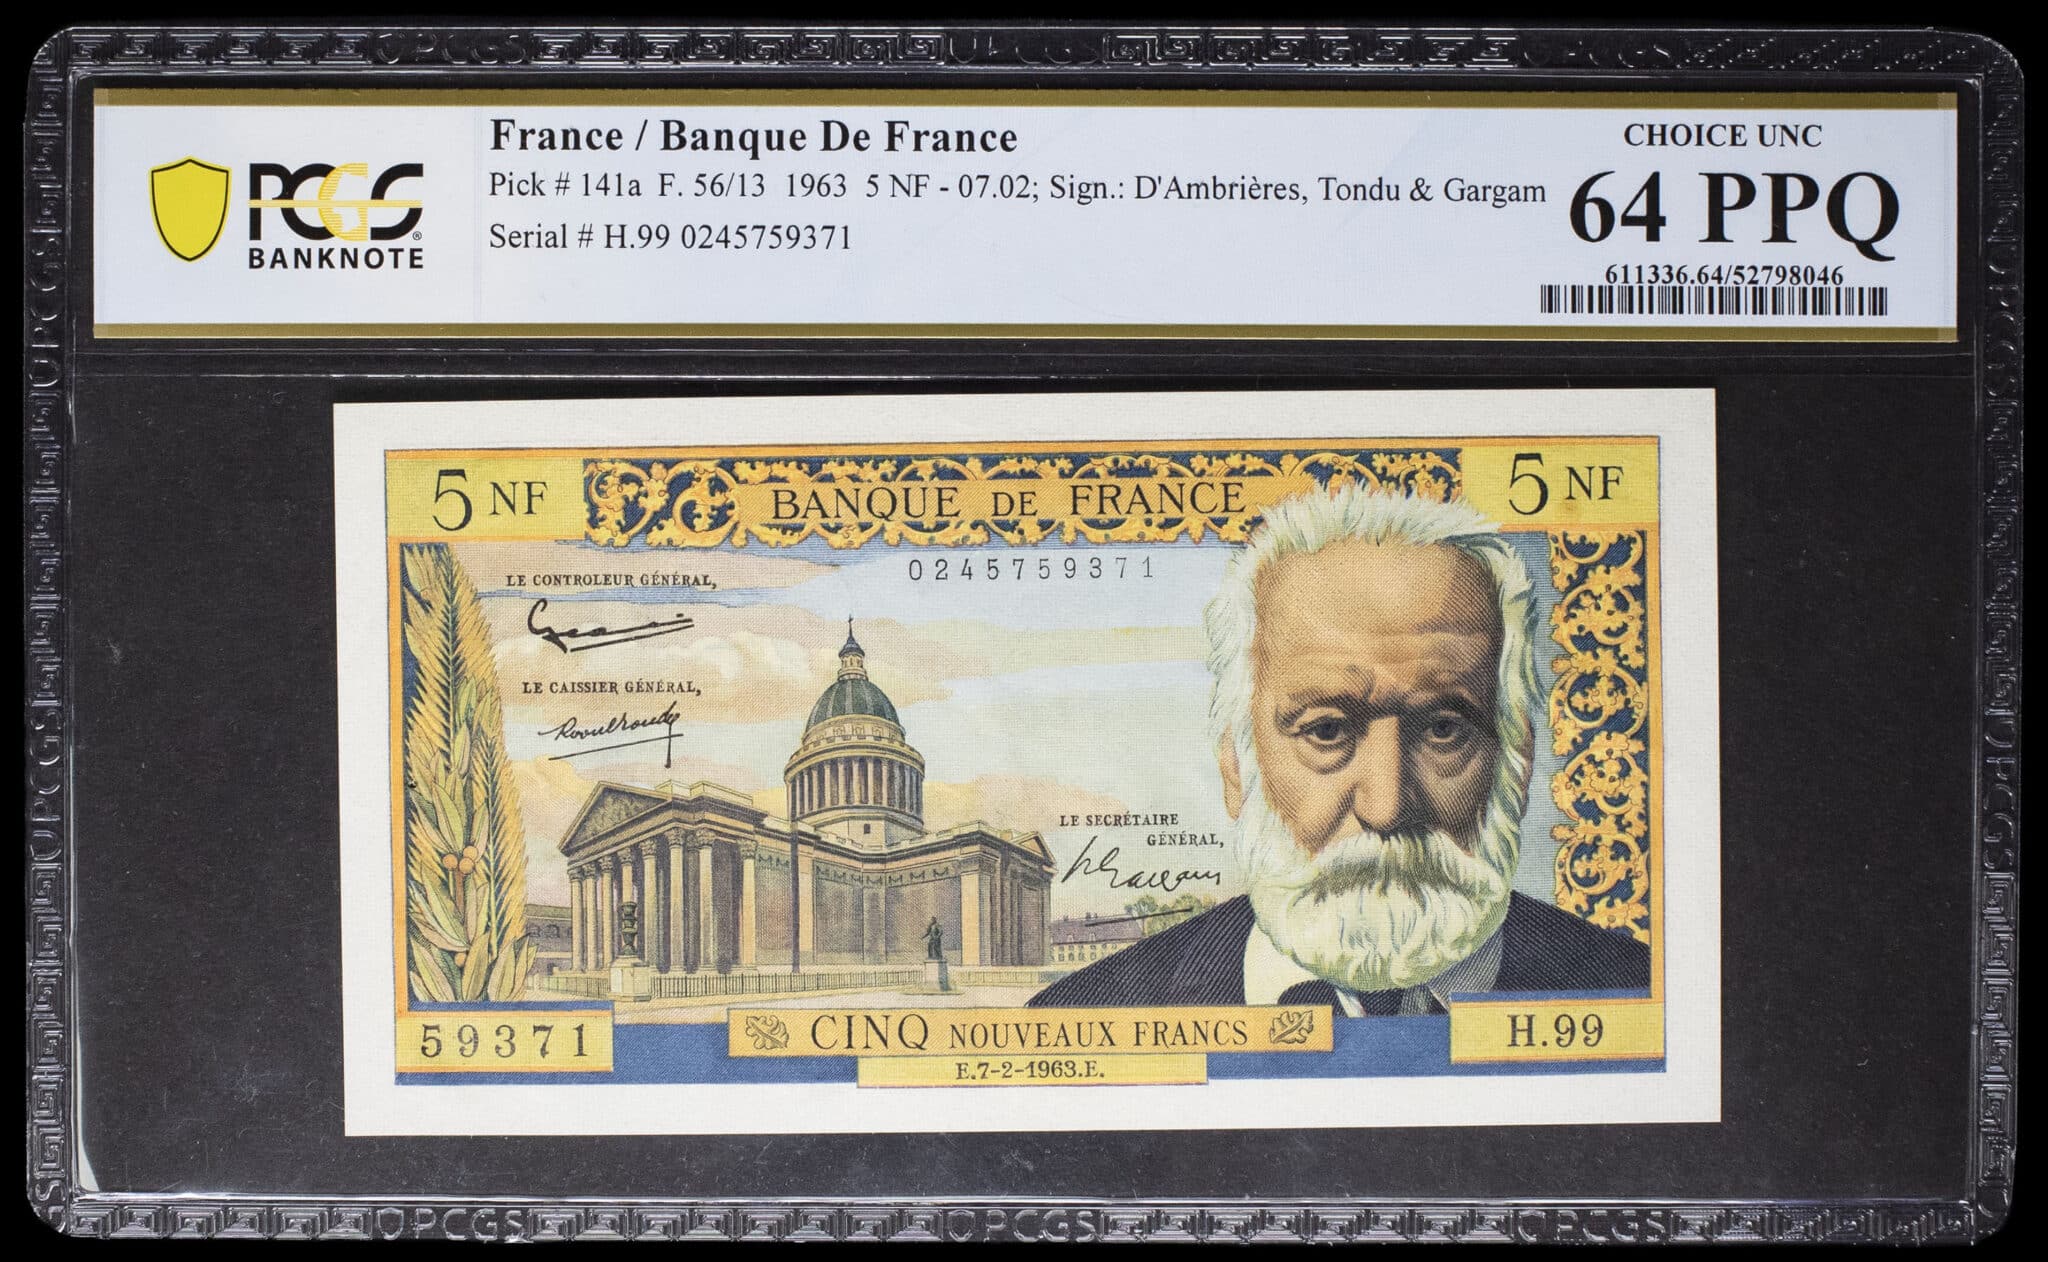 PCGS
BANKNOTE
France / Banque De France
Pick # 141a F. 56/13 1963 5 NF - 07.02; Sign.: D'Ambrières, Tondu & Gargam
Serial # H.99 0245759371
CHOICE UNC
64 PPQ
611336.64/52798046
5 NF
BANQUE DE FRANCE
5 NF
0245759371
LE CONTROLEUR GÉNÉRAL,
LE CAISSIER GÉNÉRAL,
LE SECRÉTAIRE
GÉNÉRAL,
59371
CINQ NOUVEAUX FRANCS
H.99
E.7-2-1963.E.